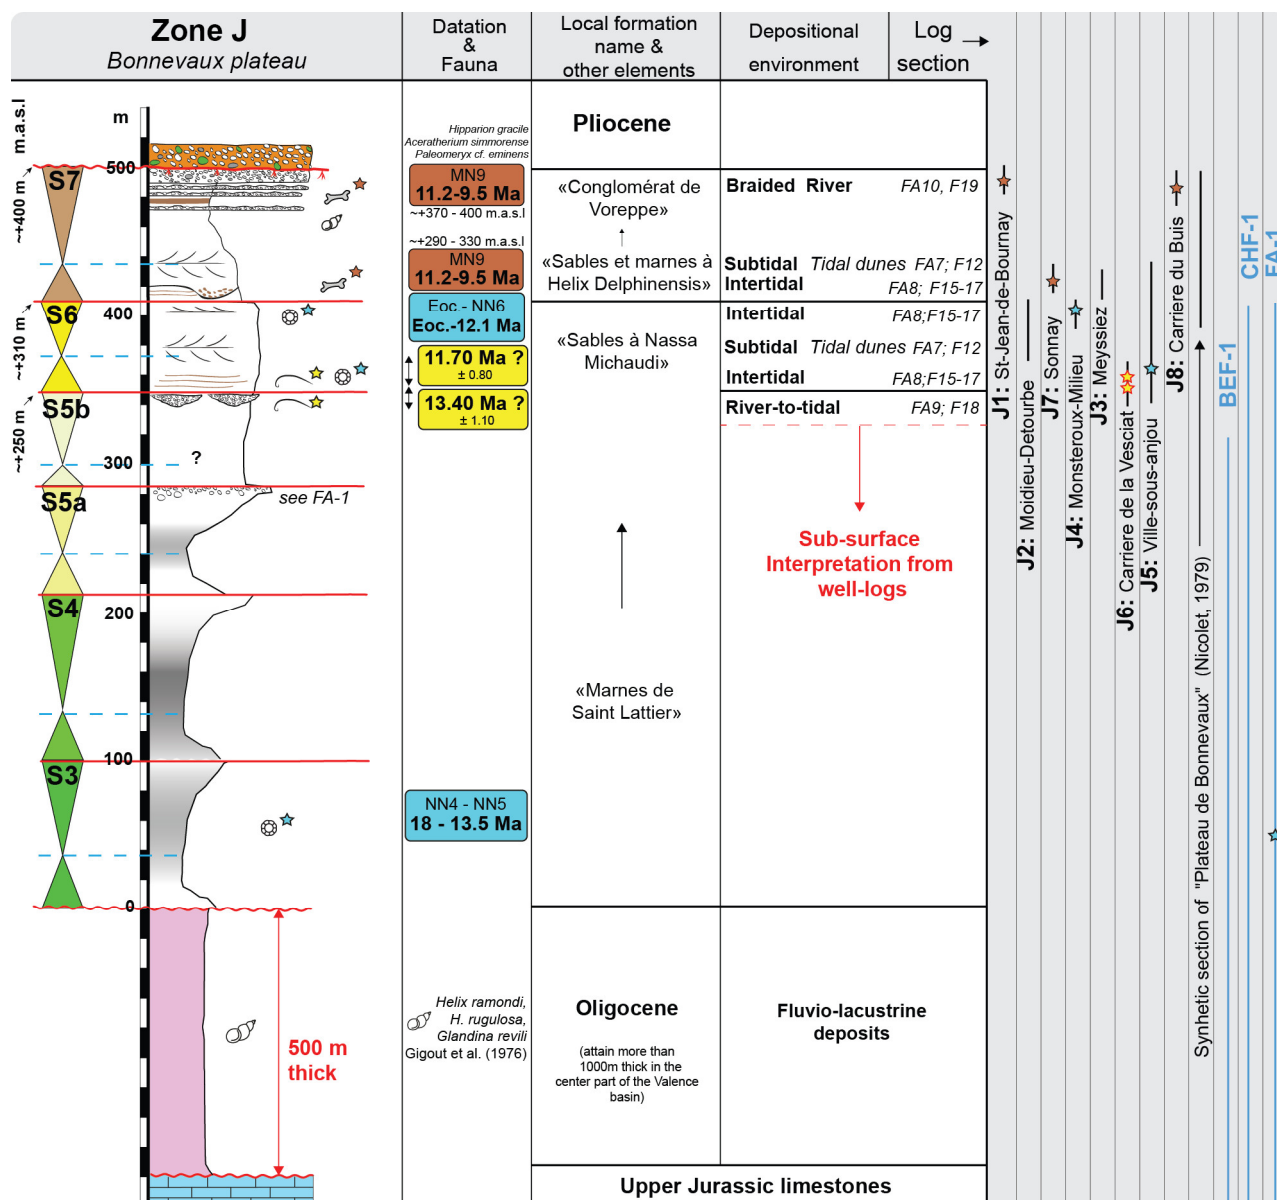 Zone J
Bonnevaux plateau
Datation
&
Fauna
Local formation
name &
other elements
Depositional
environment
Log
section
m.a.s.l
m
~+400 m
~+310 m
~+250 m
500
400
300
200
100
0
S7
S6
S5b
S5a
S4
S3
?
see FA-1
500 m
thick
Hipparion gracile
Aceratherium simmorense
Paleomeryx cf. eminens
MN9
11.2-9.5 Ma
~+370 - 400 m.a.s.l
~+290 - 330 m.a.s.l
MN9
11.2-9.5 Ma
Eoc.- NN6
Eoc.-12.1 Ma
11.70 Ma ?
± 0.80
13.40 Ma ?
± 1.10
NN4 - NN5
18 - 13.5 Ma
Helix ramondi,
H. rugulosa,
Glandina revili
Gigout et al. (1976)
Pliocene
«Conglomérat de
Voreppe»
«Sables et marnes à
Helix Delphinensis»
«Sables à Nassa
Michaudi»
«Marnes de
Saint Lattier»
Oligocene
(attain more than
1000m thick in the
center part of the Valence
basin)
Braided River FA10, F19
Subtidal Tidal dunes FA7; F12
Intertidal FA8; F15-17
Intertidal FA8;F15-17
Subtidal Tidal dunes FA7; F12
Intertidal FA8;F15-17
River-to-tidal FA9; F18
Sub-surface
Interpretation from
well-logs
Fluvio-lacustrine
deposits
Upper Jurassic limestones
J1: St-Jean-de-Bournay
J2: Moidieu-Detourbe
J7: Sonnay
J4: Monsteroux-Milieu
J3: Meyssiez
J6: Carriere de la Vesciat
J5: Ville-sous-anjou
J8: Carriere du Buis
Synhetic section of "Plateau de Bonnevaux" (Nicolet, 1979)
BEF-1
CHF-1
FA-1